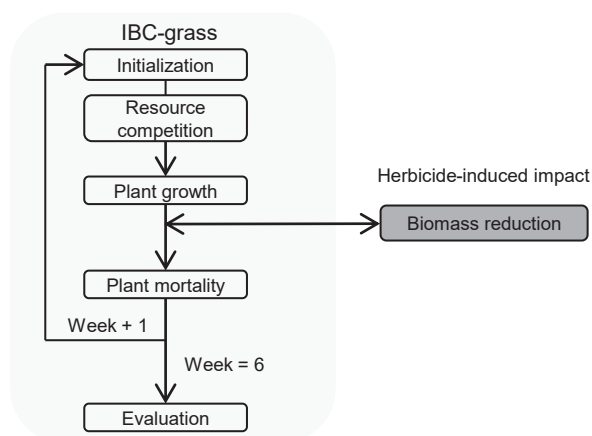 IBC-grass
Initialization
Resource
competition
Plant growth
Herbicide-induced impact
Biomass reduction
Plant mortality
Week + 1
Week = 6
Evaluation